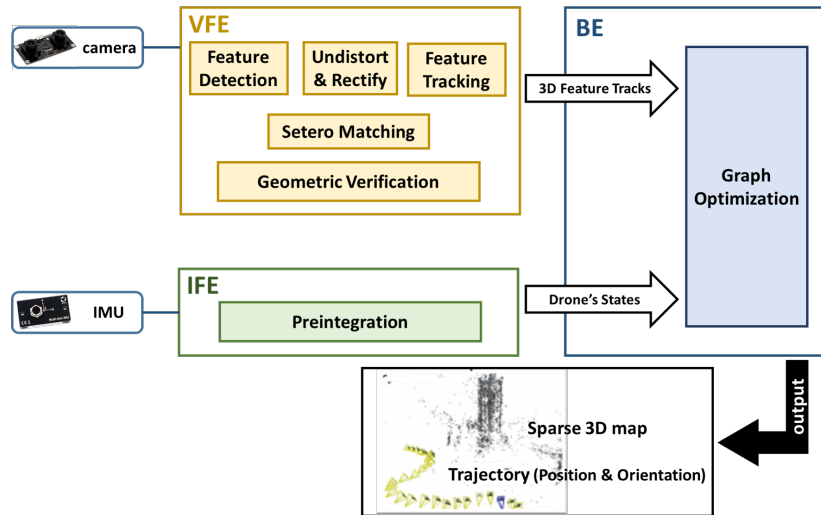 VFE
BE
camera
Feature
Detection
Undistort
& Rectify
Feature
Tracking
3D Feature Tracks
Setero Matching
Geometric Verification
Graph
Optimization
IFE
IMU
Preintegration
Drone's States
output
Sparse 3D map
Trajectory (Position & Orientation)